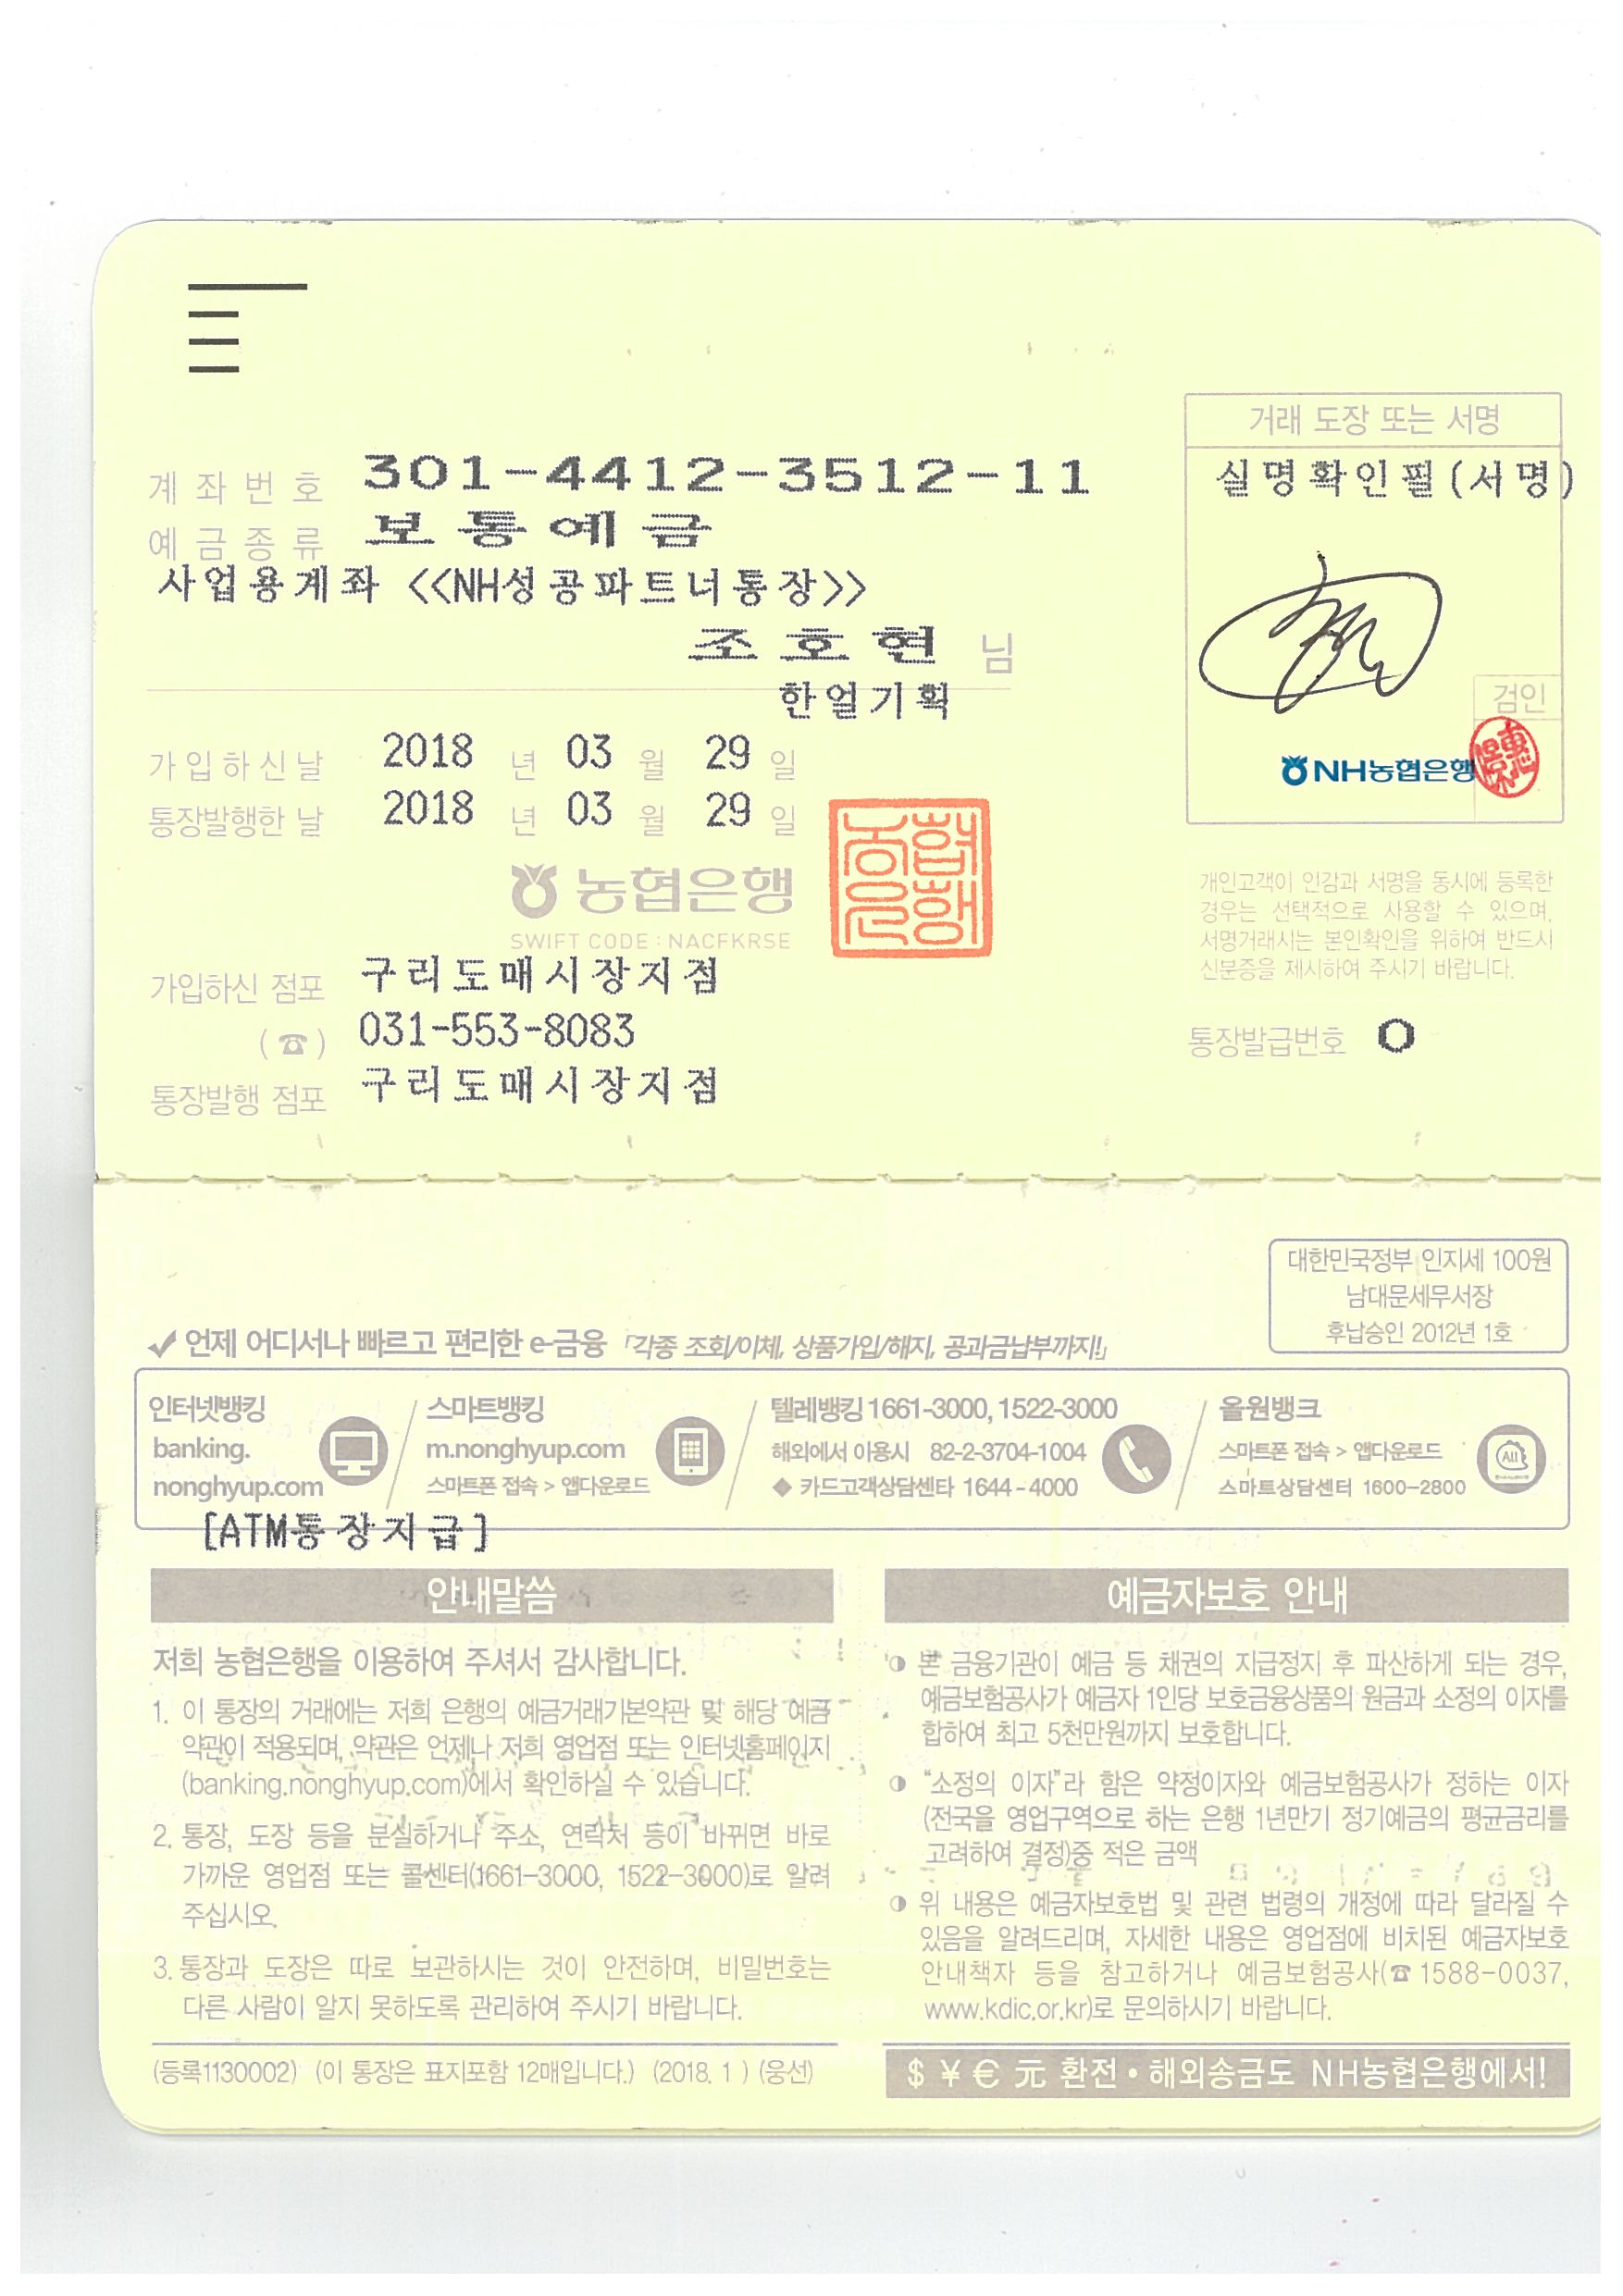 계좌번호 301-4412-3512-11
예금종류 보통예금
사업용계좌 <<NH성공파트너통장>>
조호현 님
한얼기획
가입하신날 2018 년 03 월 29 일
통장발행한 날 2018 년 03 월 29 일
농협은행
SWIFT CODE : NACFKRSE
농협은행
가입하신 점포 구리도매시장지점
(☎) 031-553-8083
통장발행 점포 구리도매시장지점
거래 도장 또는 서명
실명확인필(서명)
검인
NH농협은행
개인고객이 인감과 서명을 동시에 등록한
경우는 선택적으로 사용할 수 있으며,
서명거래시는 본인확인을 위하여 반드시
신분증을 제시하여 주시기 바랍니다.
통장발급번호 0
대한민국정부 인지세 100원
남대문세무서장
후납승인 2012년 1호
✓ 언제 어디서나 빠르고 편리한 e-금융 「각종 조회/이체, 상품가입/해지, 공과금납부까지!」
인터넷뱅킹
banking.
nonghyup.com
스마트뱅킹
m.nonghyup.com
스마트폰 접속 > 앱다운로드
텔레뱅킹 1661-3000, 1522-3000
해외에서 이용시 82-2-3704-1004
◆ 카드고객상담센타 1644-4000
올원뱅크
스마트폰 접속 > 앱다운로드
스마트상담센터 1600-2800
All
[ATM통장지급]
안내말씀
저희 농협은행을 이용하여 주셔서 감사합니다.
1. 이 통장의 거래에는 저희 은행의 예금거래기본약관 및 해당 예금
약관이 적용되며, 약관은 언제나 저희 영업점 또는 인터넷홈페이지
(banking.nonghyup.com)에서 확인하실 수 있습니다.
2. 통장, 도장 등을 분실하거나 주소, 연락처 등이 바뀌면 바로
가까운 영업점 또는 콜센터(1661-3000, 1522-3000)로 알려
주십시오.
3. 통장과 도장은 따로 보관하시는 것이 안전하며, 비밀번호는
다른 사람이 알지 못하도록 관리하여 주시기 바랍니다.
(등록1130002) (이 통장은 표지포함 12매입니다.) (2018. 1 ) (웅선)
예금자보호 안내
◑ 본 금융기관이 예금 등 채권의 지급정지 후 파산하게 되는 경우,
예금보험공사가 예금자 1인당 보호금융상품의 원금과 소정의 이자를
합하여 최고 5천만원까지 보호합니다.
◑ “소정의 이자”라 함은 약정이자와 예금보험공사가 정하는 이자
(전국을 영업구역으로 하는 은행 1년만기 정기예금의 평균금리를
고려하여 결정)중 적은 금액
◑ 위 내용은 예금자보호법 및 관련 법령의 개정에 따라 달라질 수
있음을 알려드리며, 자세한 내용은 영업점에 비치된 예금자보호
안내책자 등을 참고하거나 예금보험공사(☎1588-0037,
www.kdic.or.kr)로 문의하시기 바랍니다.
$ ¥ € 元 환전 • 해외송금도 NH농협은행에서!